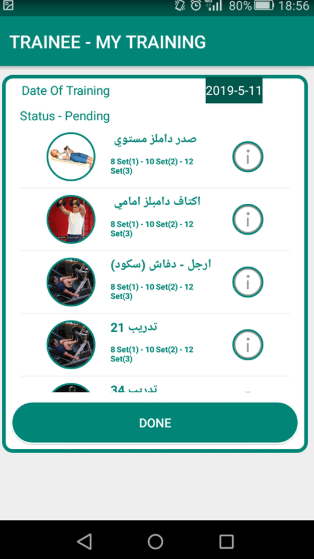 80% 18:56
TRAINEE - MY TRAINING
Date Of Training 2019-5-11
Status - Pending
صدر داملز مستوي
8 Set(1) - 10 Set(2) - 12
Set(3)
اكتاف دامبلز امامي
8 Set(1) - 10 Set(2) - 12
Set(3)
ارجل - دفاش (سكود)
8 Set(1) - 10 Set(2) - 12
Set(3)
تدريب 21
8 Set(1) - 10 Set(2) - 12
Set(3)
تدريب 34
DONE